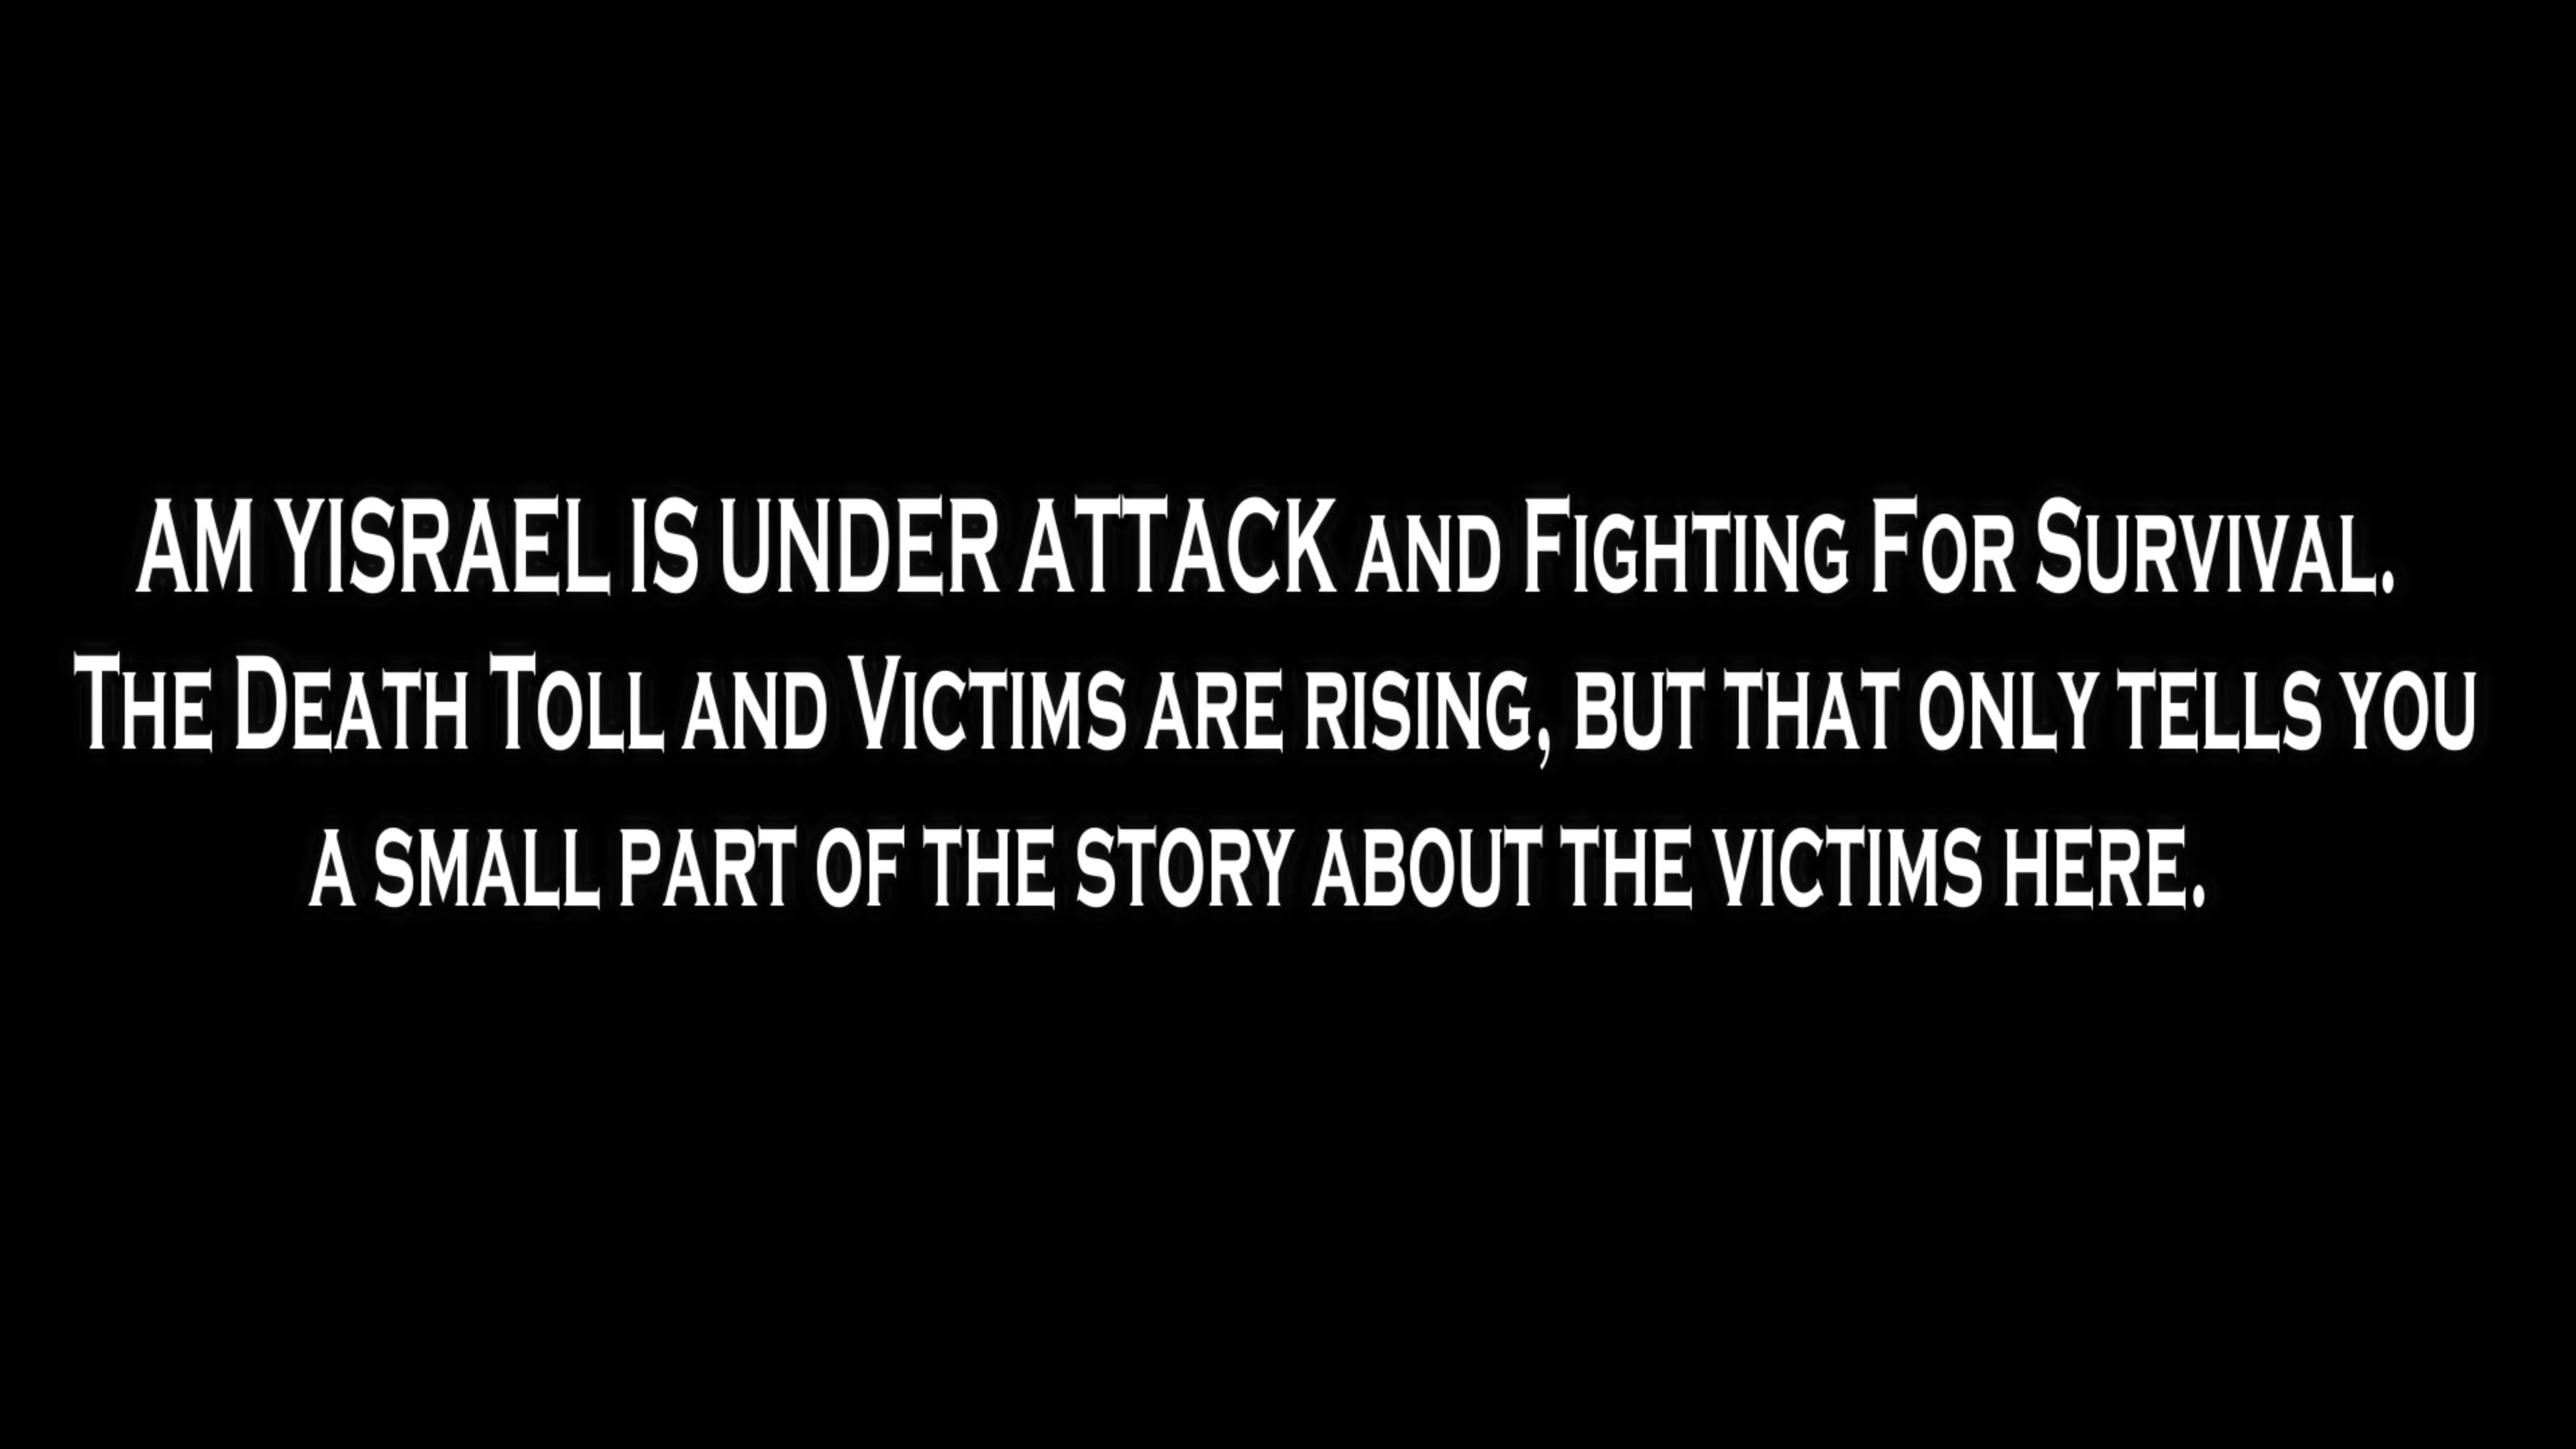 AM YISRAEL IS UNDER ATTACK AND FIGHTING FOR SURVIVAL.
THE DEATH TOLL AND VICTIMS ARE RISING, BUT THAT ONLY TELLS YOU
A SMALL PART OF THE STORY ABOUT THE VICTIMS HERE.